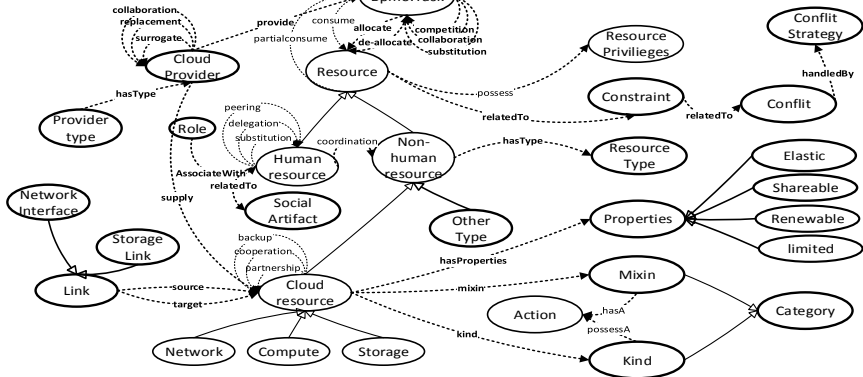 collaboration
replacement
surrogate
provide
consume
partialconsume
allocate
de-allocate
competition
collaboration
substitution
Conflit
Strategy
Cloud
Provider
Resource
Resource
Privilieges
possess
handledBy
hasType
Provider
type
Role
peering
delegation
substitution
coordination
relatedTo
Constraint
relatedTo
Conflit
Human
resource
Non-
human
resource
hasType
Resource
Type
Elastic
Shareable
Renewable
limited
AssociateWith
relatedTo
supply
Social
Artifact
Other
Type
Properties
Network
Interface
Storage
Link
Link
source
target
backup
cooperation
partnership
Cloud
resource
hasProperties
mixin
kind
Mixin
Action
hasA
possessA
Kind
Category
Network
Compute
Storage